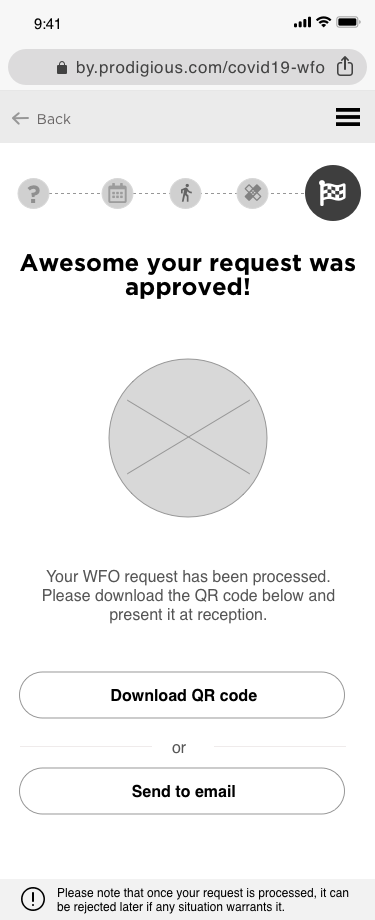 9:41
by.prodigious.com/covid19-wfo
Back
?
Awesome your request was
approved!
Your WFO request has been processed.
Please download the QR code below and
present it at reception.
Download QR code
or
Send to email
Please note that once your request is processed, it can
be rejected later if any situation warrants it.